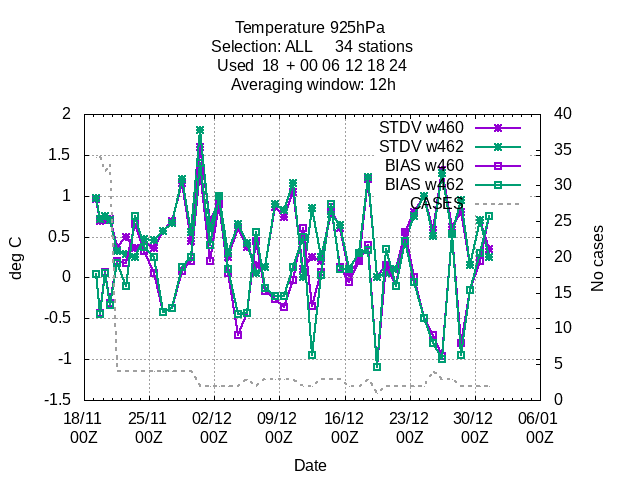 Temperature 925hPa
Selection: ALL 34 stations
Used 18 + 00 06 12 18 24
Averaging window: 12h
STDV w460
STDV w462
BIAS w460
BIAS w462
CASES
deg C
2
1.5
1
0.5
0
-0.5
-1
-1.5
40
35
30
25
20
15
10
5
0
No cases
18/11 25/11 02/12 09/12 16/12 23/12 30/12 06/01
00Z 00Z 00Z 00Z 00Z 00Z 00Z 00Z
Date